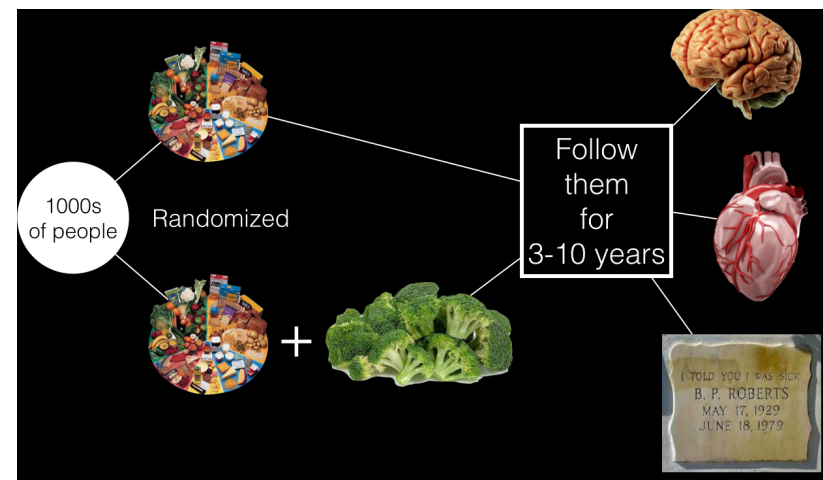 1000s
of people
Randomized
+
Follow
them
for
3-10 years
I TOLD YOU I WAS SICK
B. P. ROBERTS
MAY 17, 1929
JUNE 18, 1979